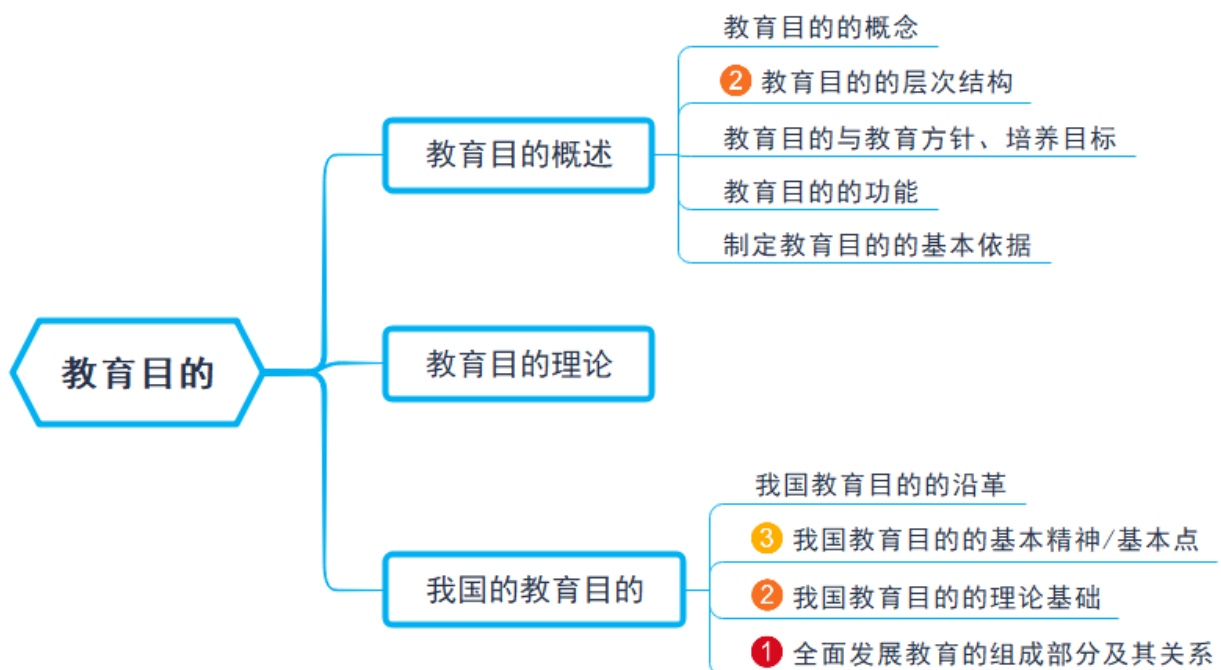 教育目的
教育目的概述
教育目的的概念
2 教育目的的层次结构
教育目的与教育方针、培养目标
教育目的的功能
制定教育目的的基本依据
教育目的理论
我国的教育目的
我国教育目的的沿革
3 我国教育目的的基本精神/基本点
2 我国教育目的的理论基础
1 全面发展教育的组成部分及其关系